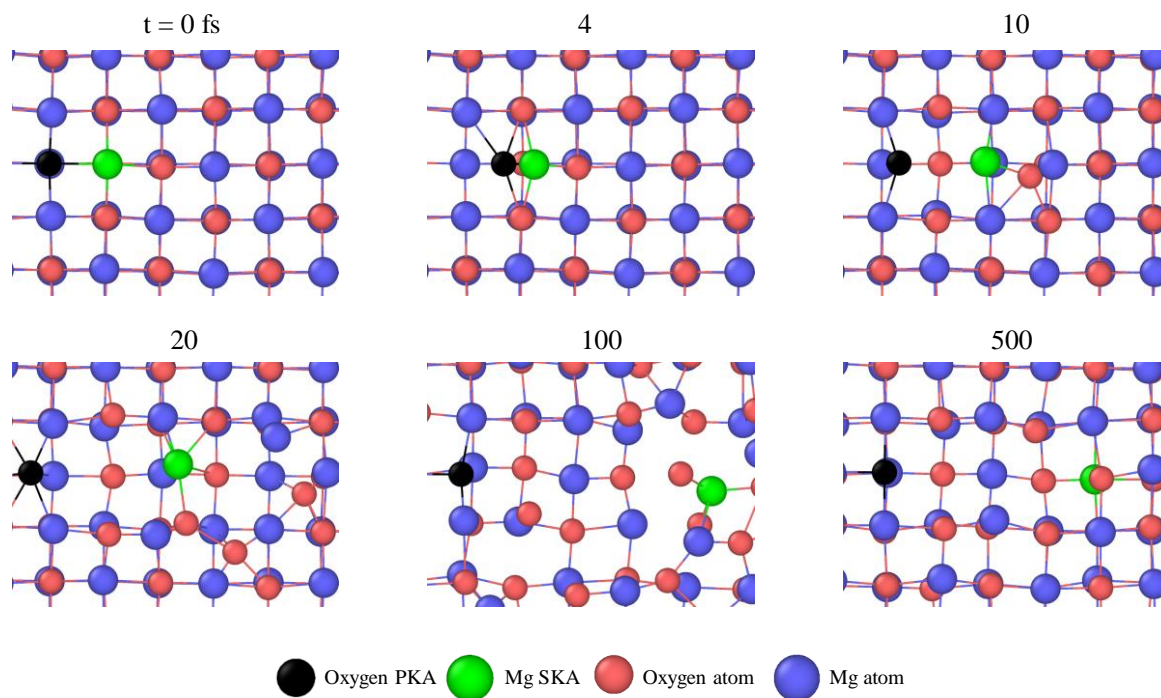 t = 0 fs
4
10
20
100
500
Oxygen PKA
Mg SKA
Oxygen atom
Mg atom